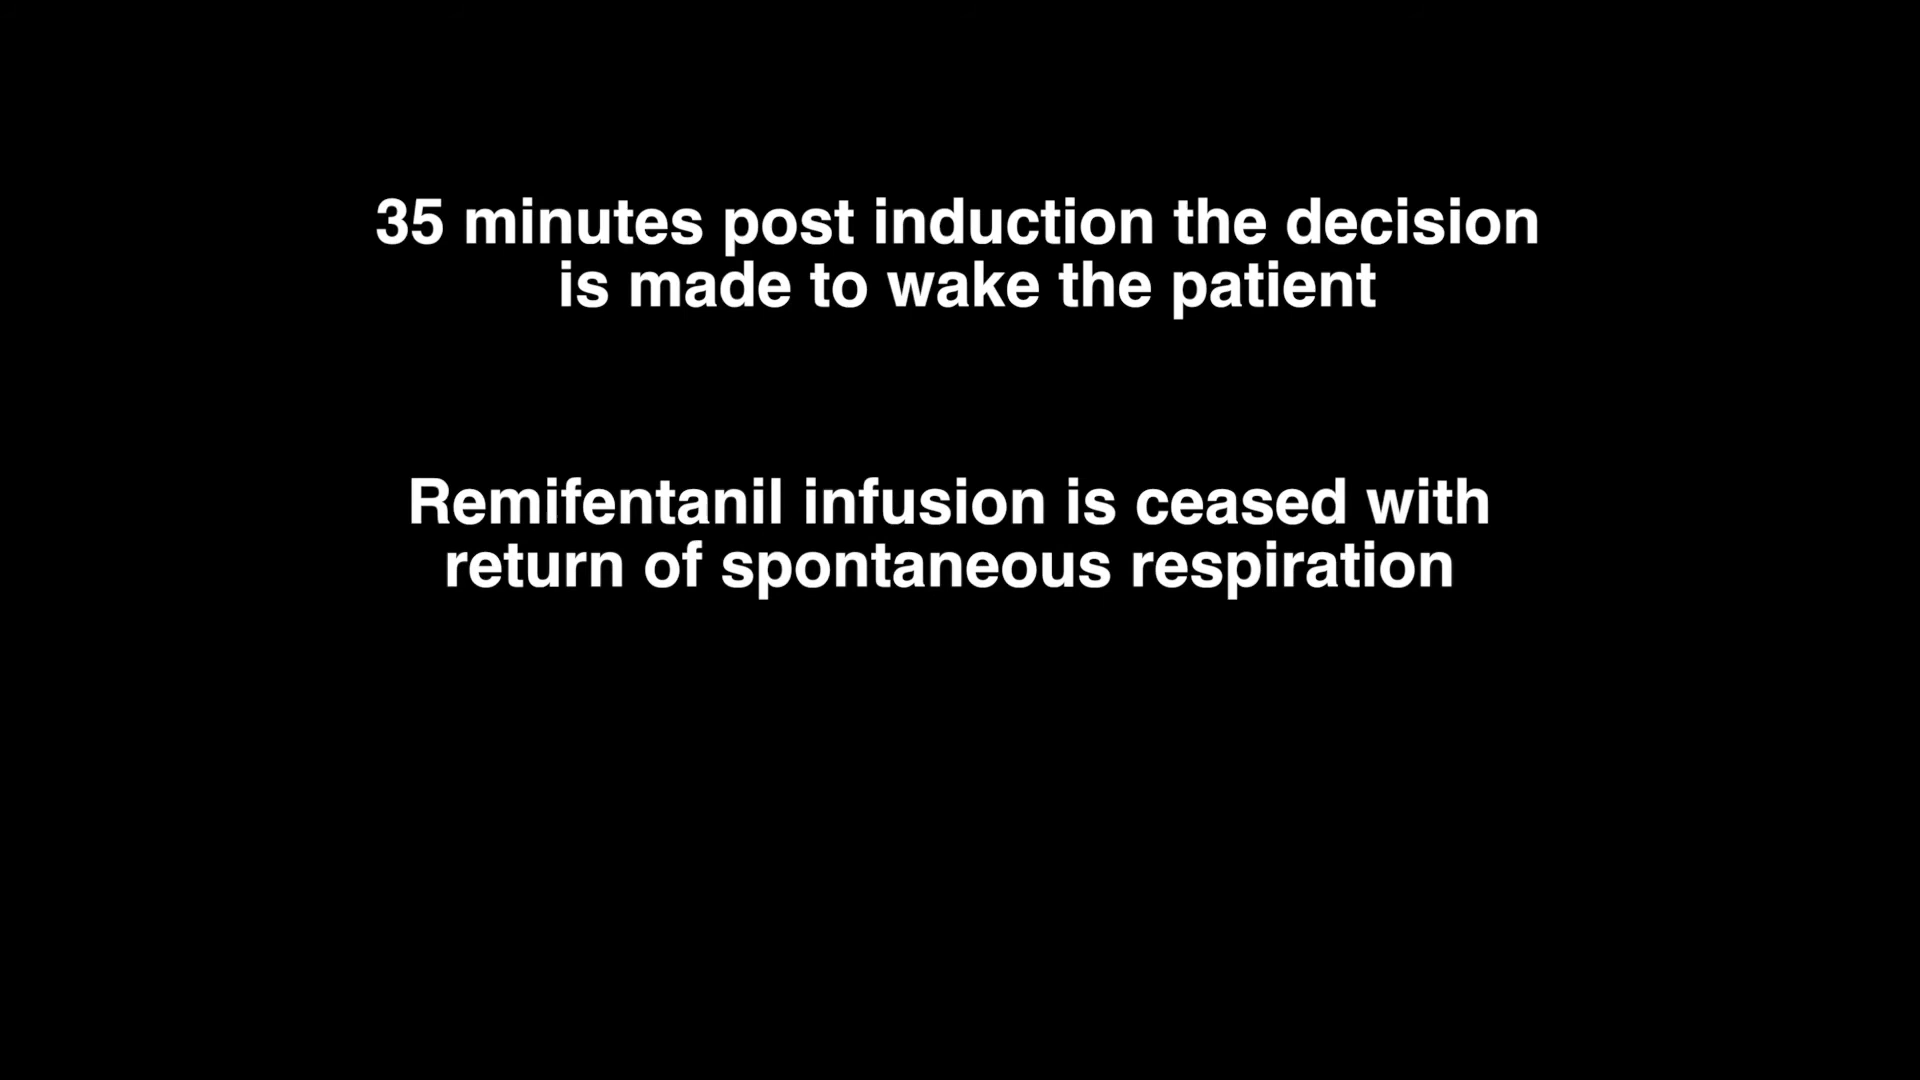 35 minutes post induction the decision
is made to wake the patient
Remifentanil infusion is ceased with
return of spontaneous respiration